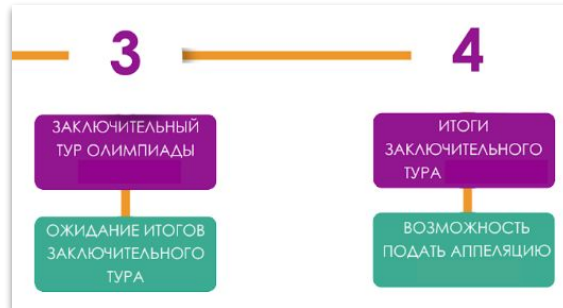 3
4
ЗАКЛЮЧИТЕЛЬНЫЙ
ТУР ОЛИМПИАДЫ
ОЖИДАНИЕ ИТОГОВ
ЗАКЛЮЧИТЕЛЬНОГО
ТУРА
ИТОГИ
ЗАКЛЮЧИТЕЛЬНОГО
ТУРА
ВОЗМОЖНОСТЬ
ПОДАТЬ АППЕЛЯЦИЮ